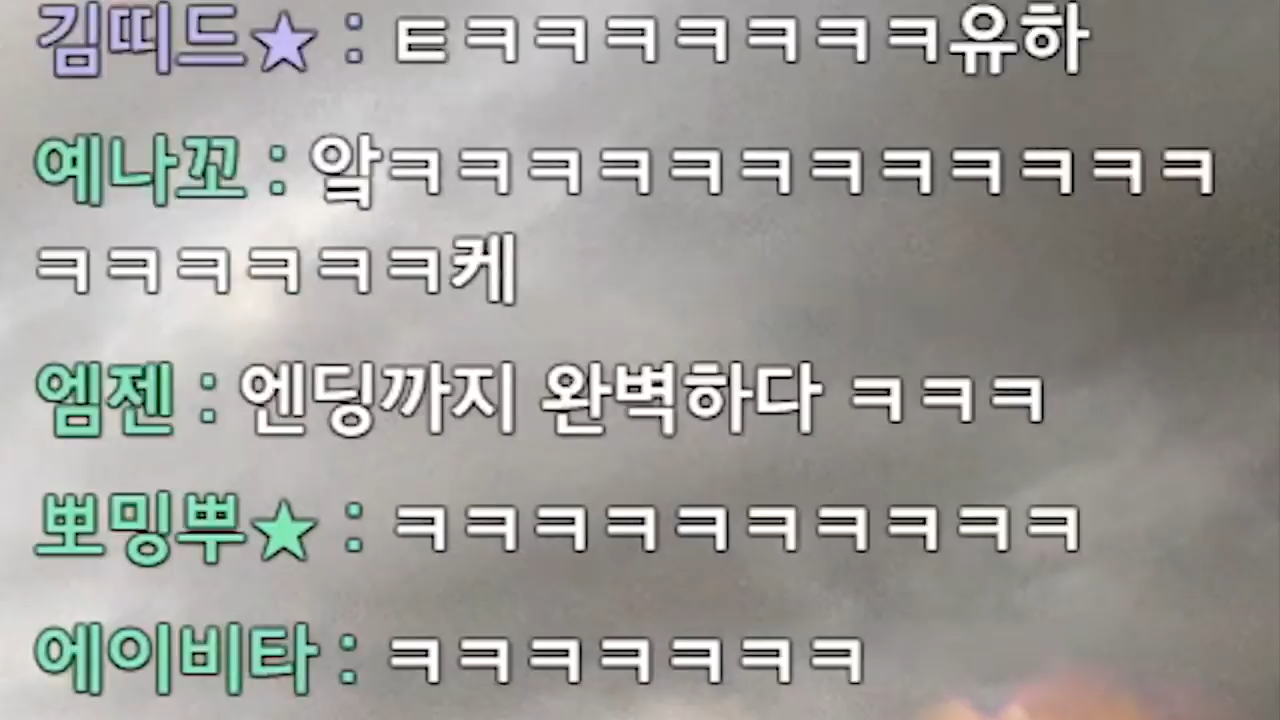 김띠드★ : ㅌㅋㅋㅋㅋㅋㅋㅋ유하
예나꼬 : 앜ㅋㅋㅋㅋㅋㅋㅋㅋㅋㅋㅋㅋ
ㅋㅋㅋㅋㅋㅋ케
엠젠 : 엔딩까지 완벽하다 ㅋㅋㅋ
뽀밍뿌★ : ㅋㅋㅋㅋㅋㅋㅋㅋㅋㅋ
에이비타 : ㅋㅋㅋㅋㅋㅋㅋ